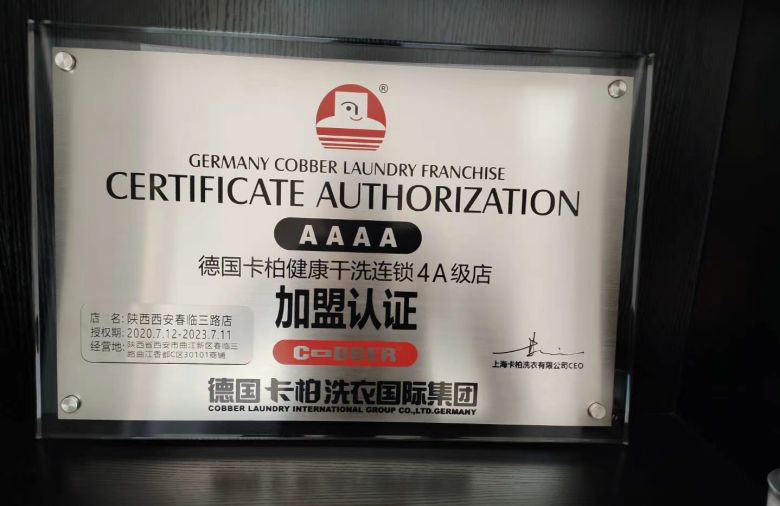 ®
GERMANY COBBER LAUNDRY FRANCHISE
CERTIFICATE AUTHORIZATION
AAAA
德国卡柏健康干洗连锁4A级店
加盟认证
店 名:陕西西安春临三路店
授权期:2020.7.12-2023.7.11
经营地:陕西省西安市曲江新区春临三
路曲江香都C区30101商铺
COBBER
上海卡柏洗衣有限公司CEO
德国卡柏洗衣国际集团
COBBER LAUNDRY INTERNATIONAL GROUP CO.,LTD.GERMANY